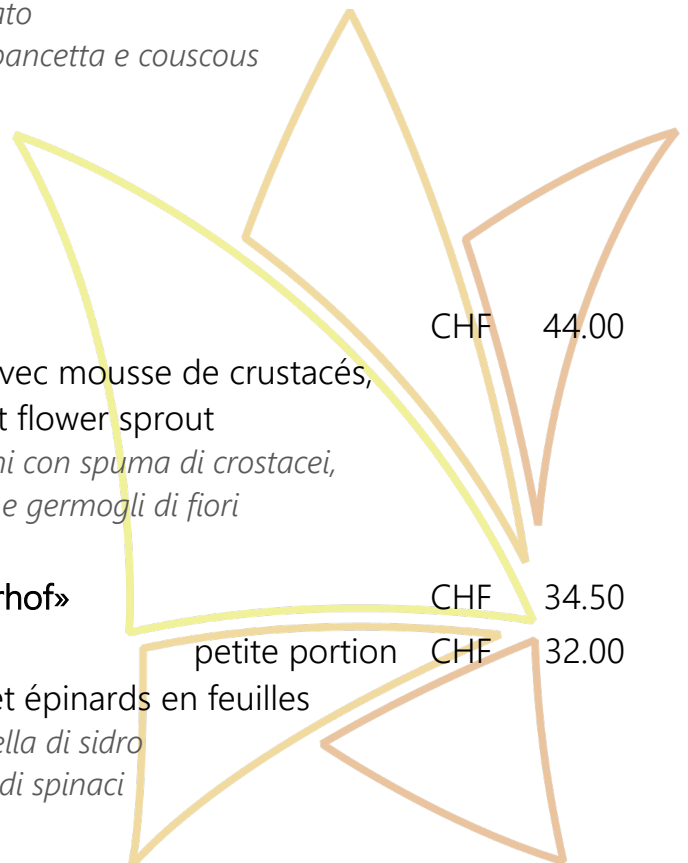 ato
pancetta e couscous
CHF 44.00
vec mousse de crustacés,
t flower sprout
ni con spuma di crostacei,
e germogli di fiori
rhof» CHF 34.50
petite portion CHF 32.00
et épinards en feuilles
ella di sidro
di spinaci